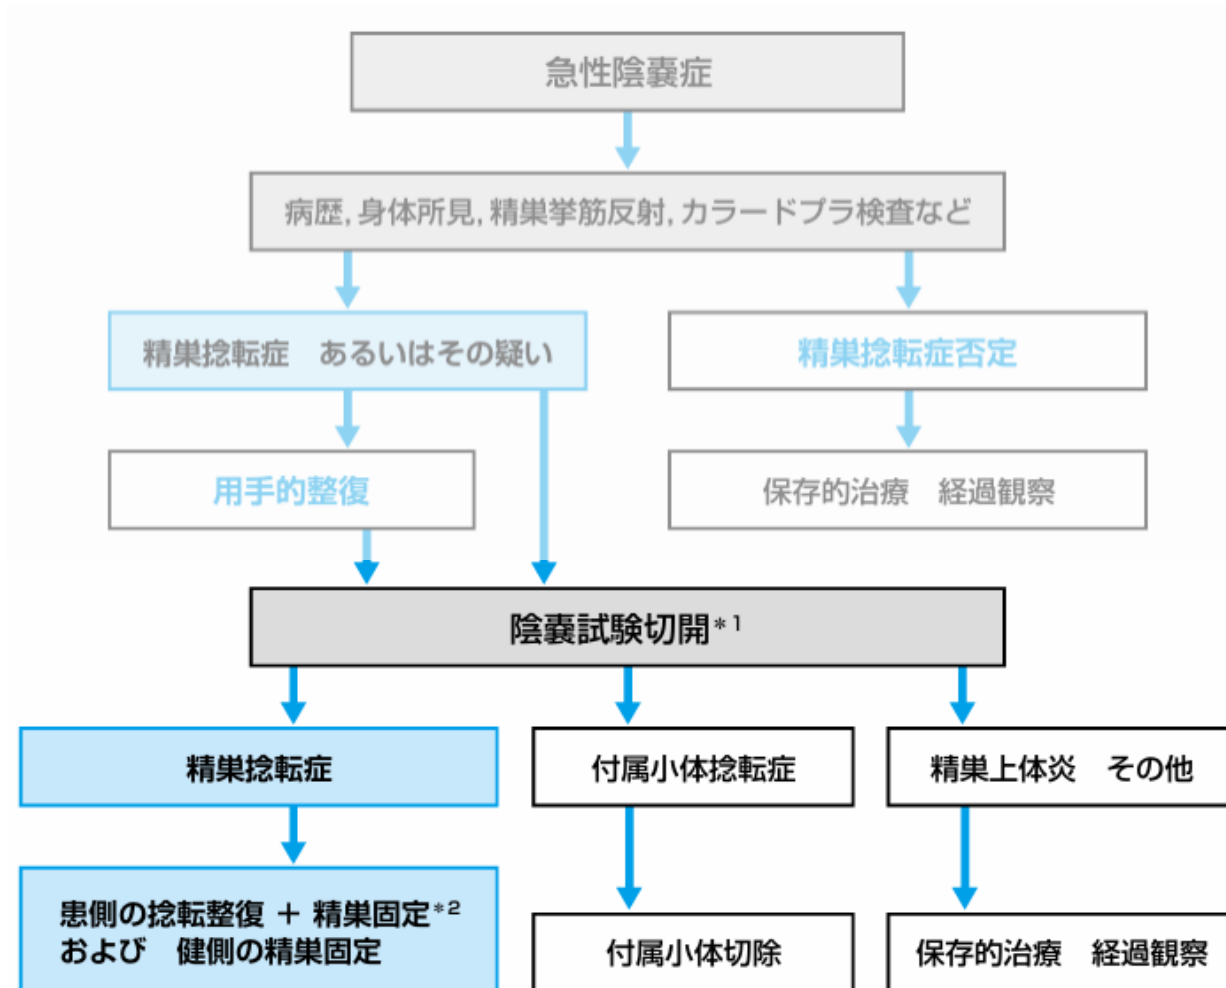 急性陰嚢症
病歴, 身体所見, 精巣挙筋反射, カラードプラ検査など
精巣捻転症　あるいはその疑い
精巣捻転症否定
用手的整復
保存的治療　経過観察
陰嚢試験切開*1
精巣捻転症
付属小体捻転症
精巣上体炎　その他
患側の捻転整復 + 精巣固定*2
および　健側の精巣固定
付属小体切除
保存的治療　経過観察